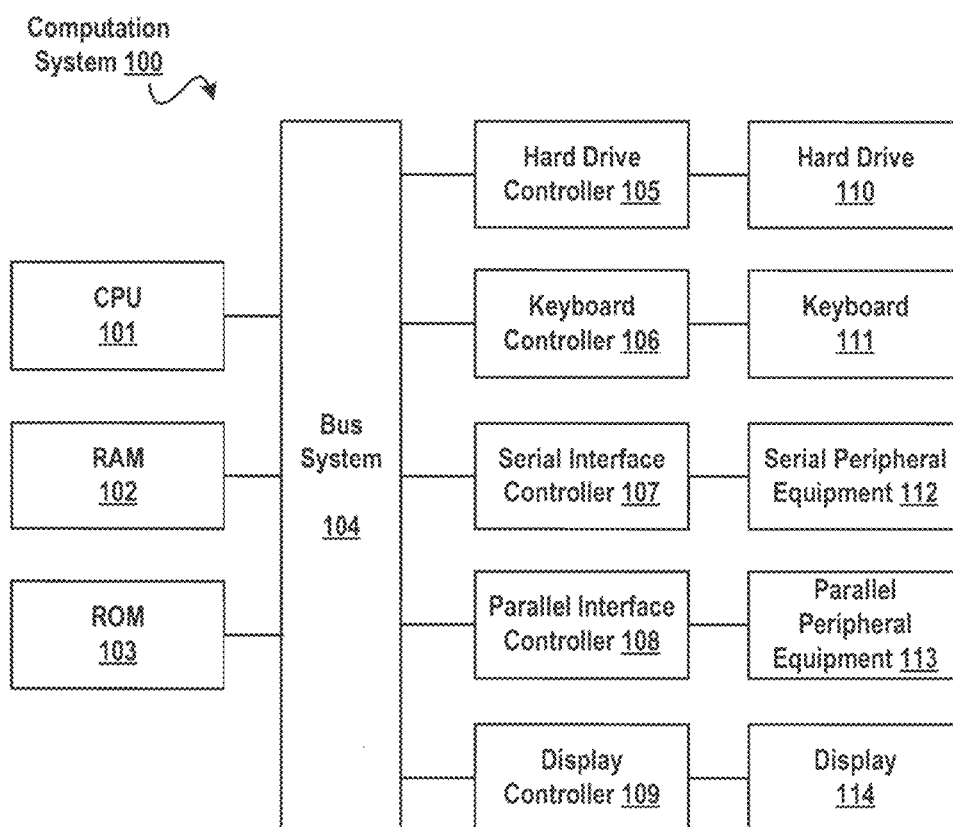 Computation
System 100
Hard Drive
Controller 105
Hard Drive
110
CPU
101
Keyboard
Controller 106
Keyboard
111
RAM
102
Bus
System
104
Serial Interface
Controller 107
Serial Peripheral
Equipment 112
ROM
103
Parallel Interface
Controller 108
Parallel
Peripheral
Equipment 113
Display
Controller 109
Display
114